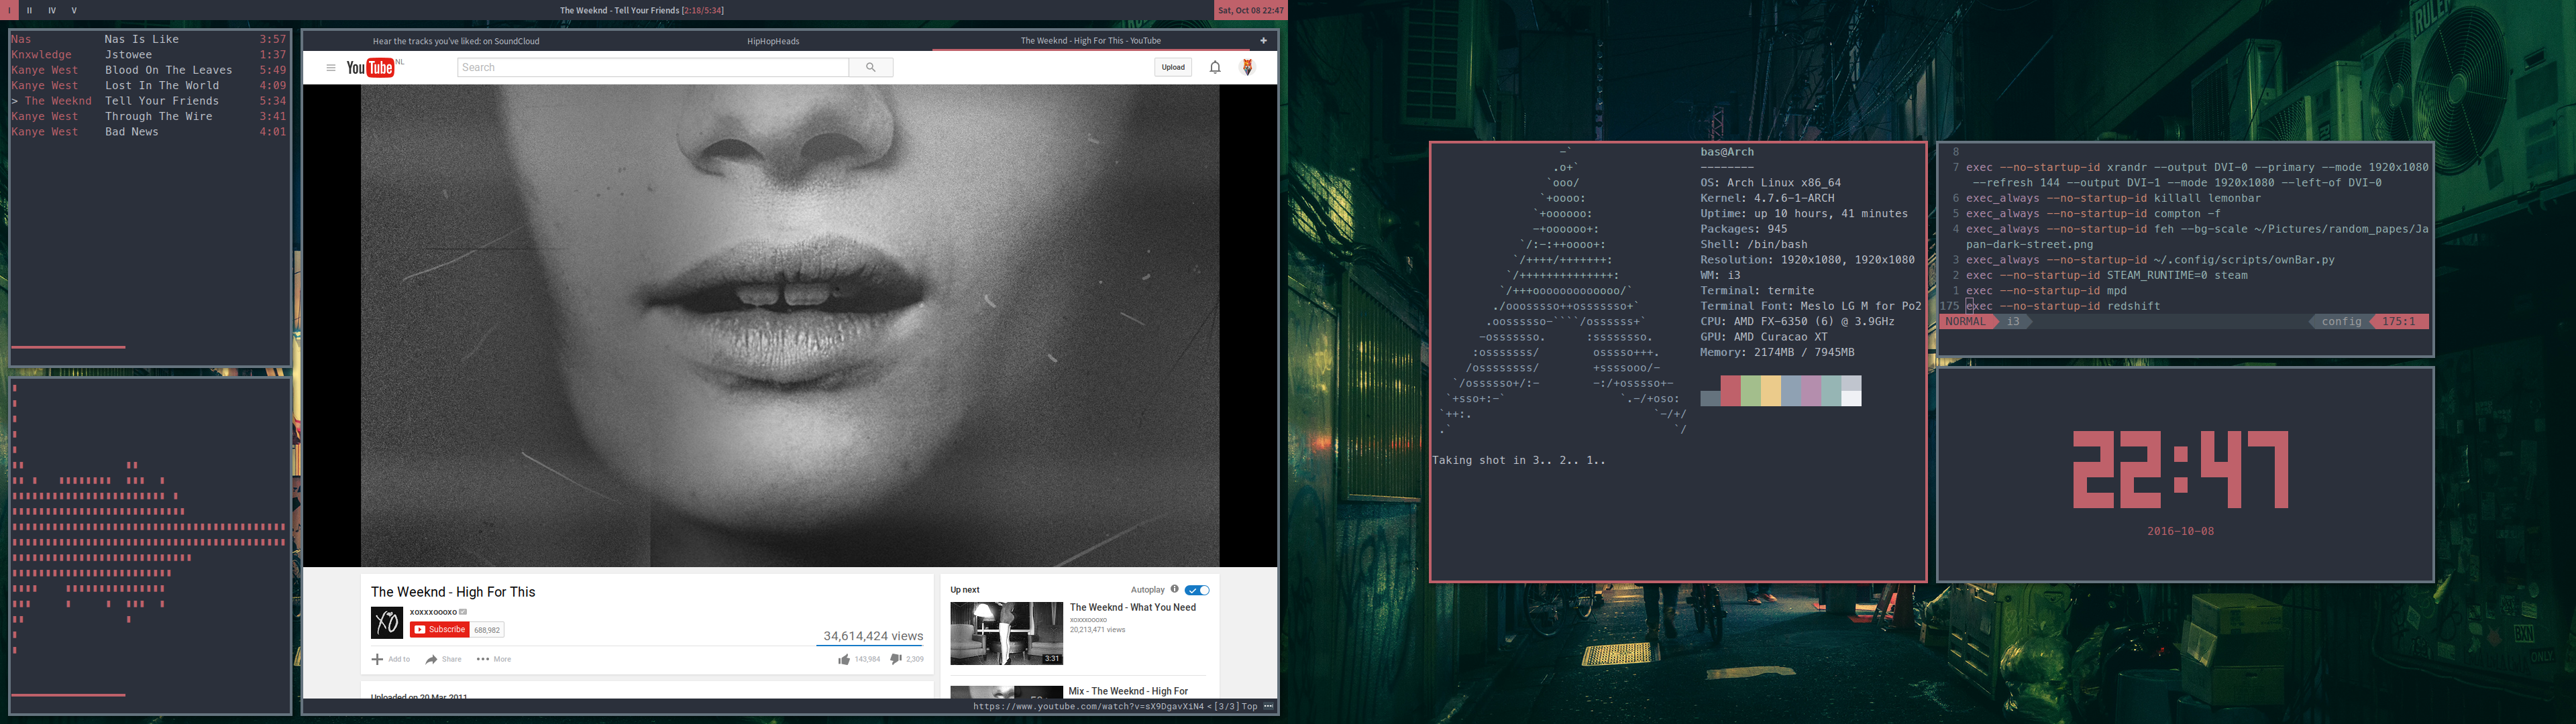 I II IV V
The Weeknd - Tell Your Friends [2:18/5:34]
Sat, Oct 08 22:47
Nas Nas Is Like 3:57
Knxwledge Jstowee 1:37
Kanye West Blood On The Leaves 5:49
Kanye West Lost In The World 4:09
> The Weeknd Tell Your Friends 5:34
Kanye West Through The Wire 3:41
Kanye West Bad News 4:01
Hear the tracks you've liked: on SoundCloud
HipHopHeads
The Weeknd - High For This - YouTube
YouTube NL
Search
Upload
The Weeknd - High For This
XO
xoxxxoooxo
Subscribe 688,982
34,614,424 views
Add to Share More
143,984 2,309
Uploaded on 20 Mar 2011
Up next
Autoplay
The Weeknd - What You Need
xoxxxoooxo
20,213,471 views
3:31
Mix - The Weeknd - High For
https://www.youtube.com/watch?v=sX9DgavXiN4 < [3/3] Top
bas@Arch
--------
OS: Arch Linux x86_64
Kernel: 4.7.6-1-ARCH
Uptime: up 10 hours, 41 minutes
Packages: 945
Shell: /bin/bash
Resolution: 1920x1080, 1920x1080
WM: i3
Terminal: termite
Terminal Font: Meslo LG M for Po2
CPU: AMD FX-6350 (6) @ 3.9GHz
GPU: AMD Curacao XT
Memory: 2174MB / 7945MB
Taking shot in 3.. 2.. 1..
8
7 exec --no-startup-id xrandr --output DVI-0 --primary --mode 1920x1080
--refresh 144 --output DVI-1 --mode 1920x1080 --left-of DVI-0
6 exec_always --no-startup-id killall lemonbar
5 exec_always --no-startup-id compton -f
4 exec_always --no-startup-id feh --bg-scale ~/Pictures/random_papes/Ja
pan-dark-street.png
3 exec_always --no-startup-id ~/.config/scripts/ownBar.py
2 exec --no-startup-id STEAM_RUNTIME=0 steam
1 exec --no-startup-id mpd
175 exec --no-startup-id redshift
NORMAL i3 config 175:1
22:47
2016-10-08